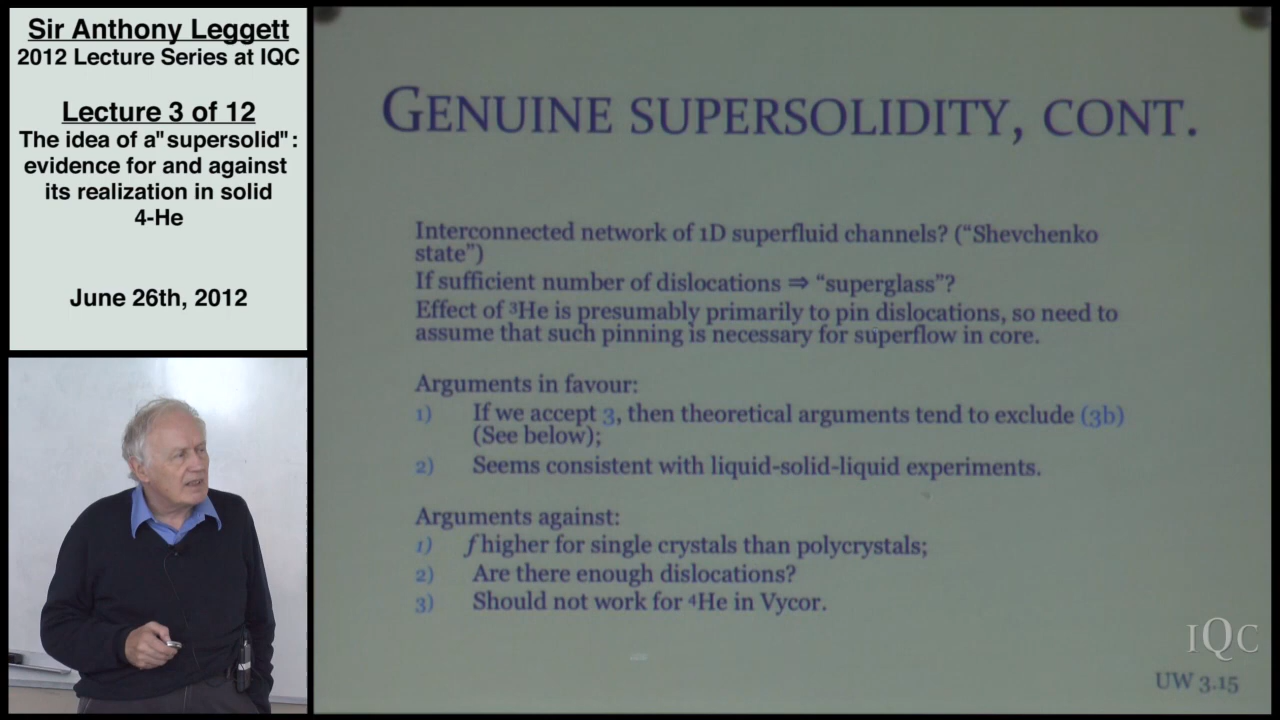 Sir Anthony Leggett
2012 Lecture Series at IQC
Lecture 3 of 12
The idea of a"supersolid":
evidence for and against
its realization in solid
4-He
June 26th, 2012
GENUINE SUPERSOLIDITY, CONT.
Interconnected network of 1D superfluid channels? (“Shevchenko
state”)
If sufficient number of dislocations ⇒ “superglass”?
Effect of ³He is presumably primarily to pin dislocations, so need to
assume that such pinning is necessary for superflow in core.
Arguments in favour:
1) If we accept 3, then theoretical arguments tend to exclude (3b)
(See below);
2) Seems consistent with liquid-solid-liquid experiments.
Arguments against:
1) f higher for single crystals than polycrystals;
2) Are there enough dislocations?
3) Should not work for ⁴He in Vycor.
IQC
UW 3.15